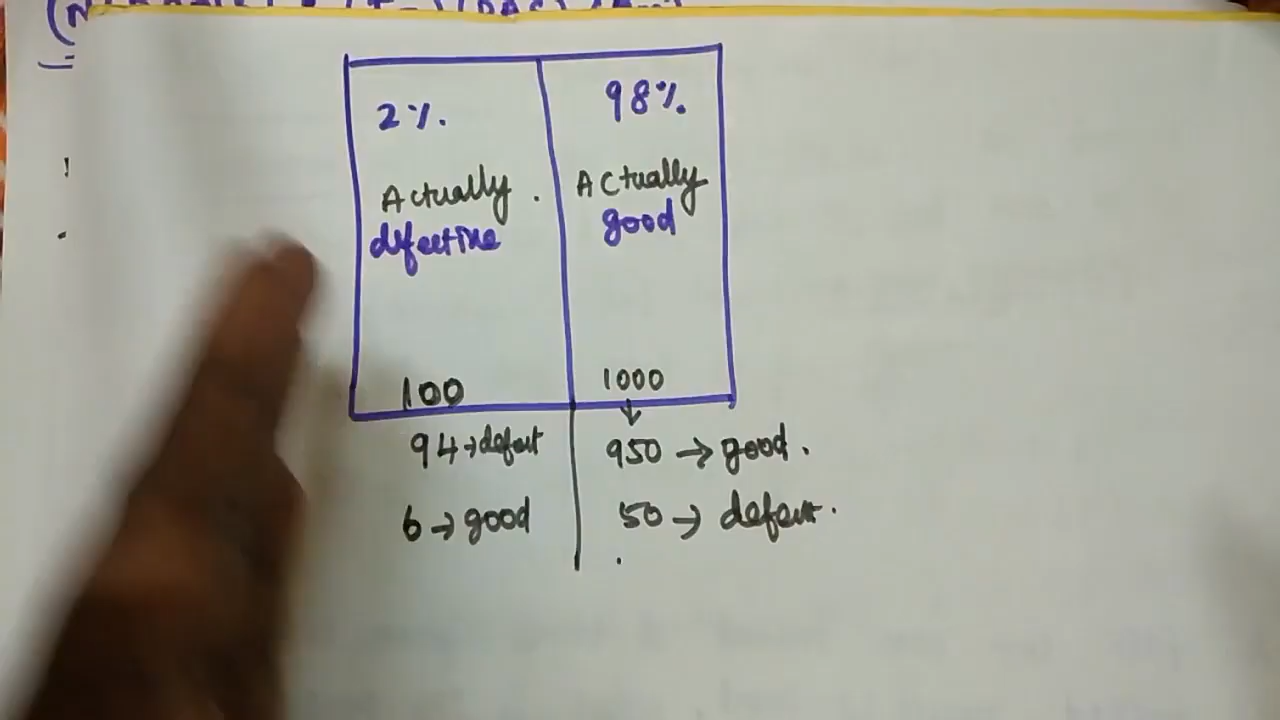 2%.
Actually.
defective
100
94→defect
6→good
98%.
Actually
good
1000
950→good.
50→defect.